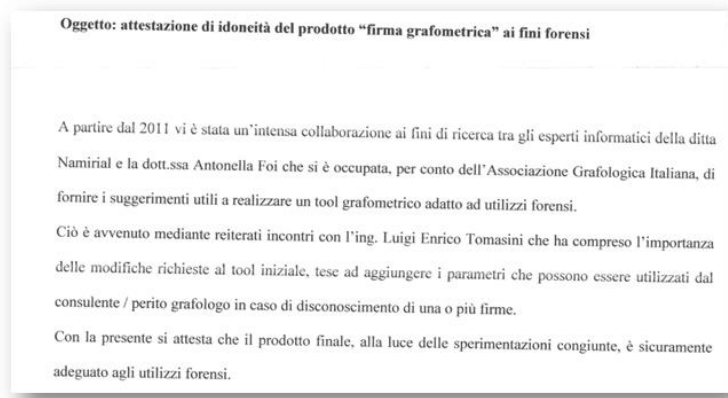 Oggetto: attestazione di idoneità del prodotto “firma grafometrica” ai fini forensi
A partire dal 2011 vi è stata un'intensa collaborazione ai fini di ricerca tra gli esperti informatici della ditta
Namirial e la dott.ssa Antonella Foi che si è occupata, per conto dell'Associazione Grafologica Italiana, di
fornire i suggerimenti utili a realizzare un tool grafometrico adatto ad utilizzi forensi.
Ciò è avvenuto mediante reiterati incontri con l'ing. Luigi Enrico Tomasini che ha compreso l'importanza
delle modifiche richieste al tool iniziale, tese ad aggiungere i parametri che possono essere utilizzati dal
consulente / perito grafologo in caso di disconoscimento di una o più firme.
Con la presente si attesta che il prodotto finale, alla luce delle sperimentazioni congiunte, è sicuramente
adeguato agli utilizzi forensi.